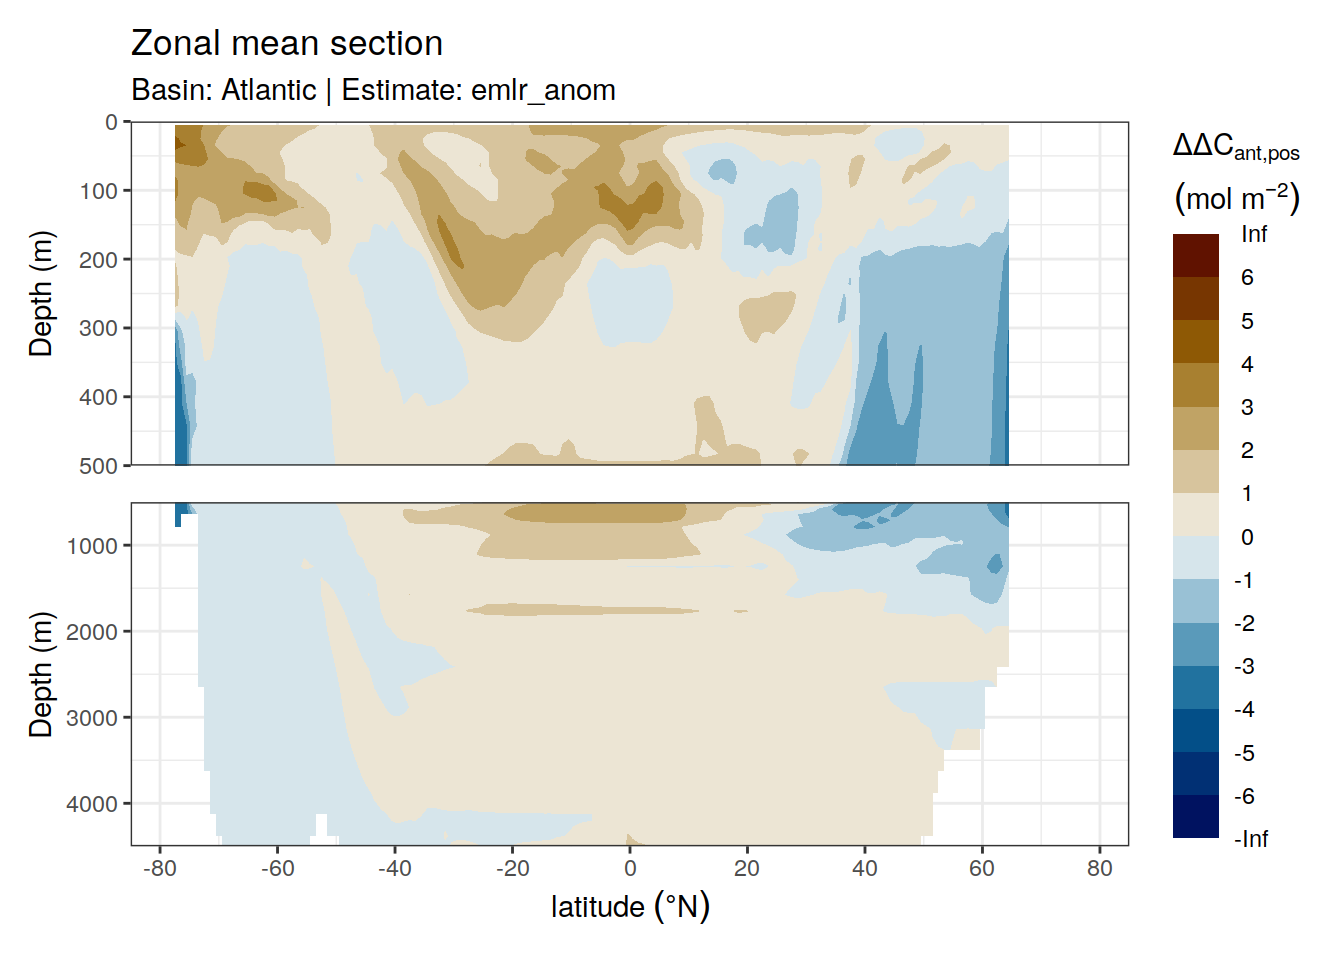 Zonal mean section
Basin: Atlantic | Estimate: emlr_anom
Depth (m)
0
100
200
300
400
500
Depth (m)
1000
2000
3000
4000
-80 -60 -40 -20 0 20 40 60 80
latitude (°N)
ΔΔCant,pos
(mol m−2)
Inf
6
5
4
3
2
1
0
-1
-2
-3
-4
-5
-6
-Inf